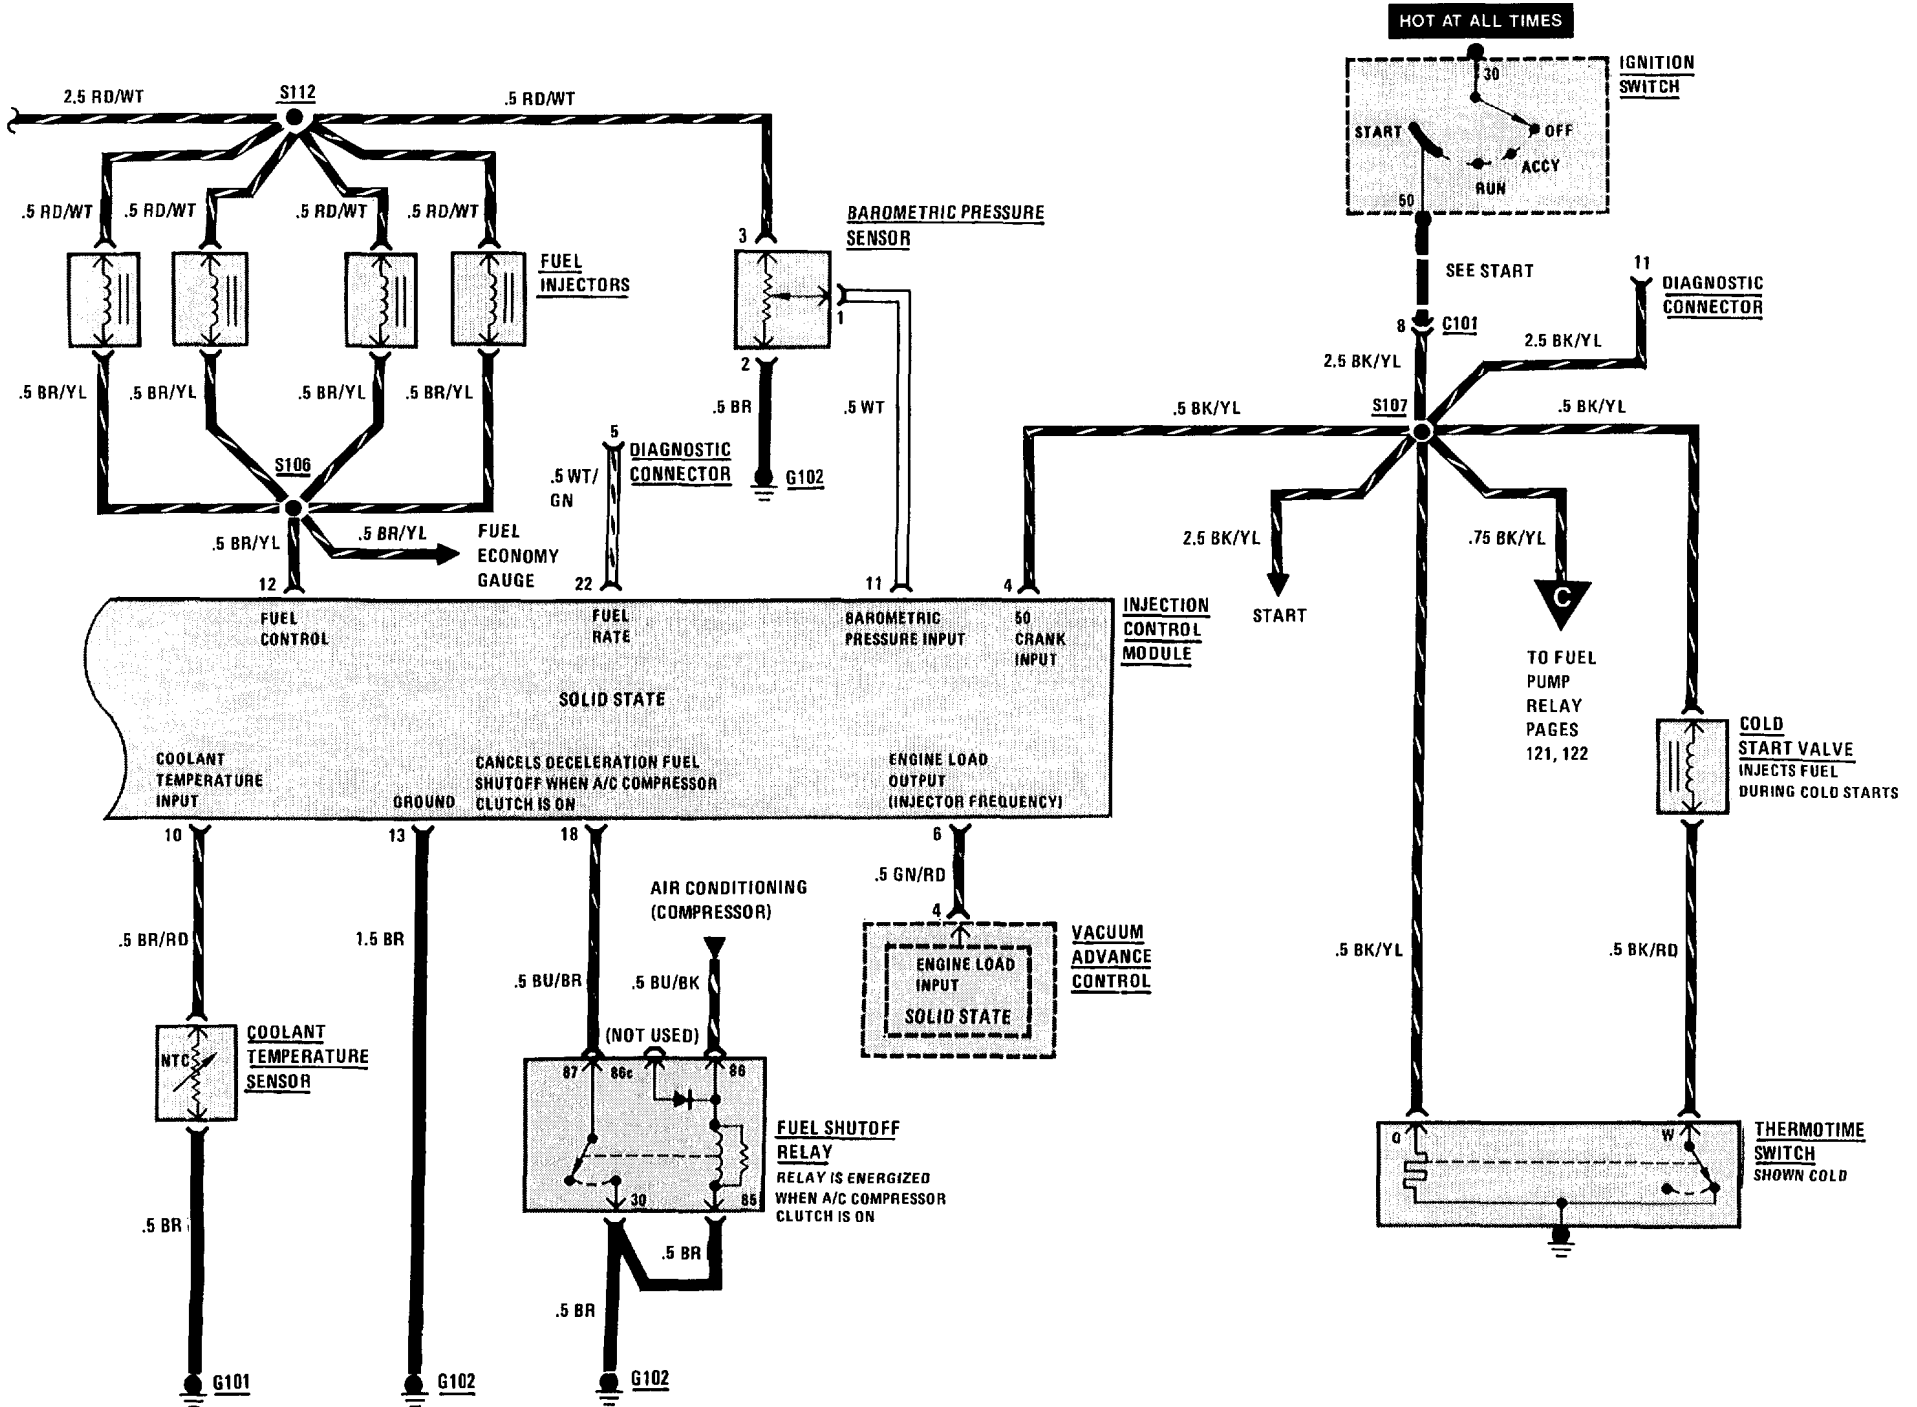 HOT AT ALL TIMES
30
IGNITION
SWITCH
START
OFF
ACCY
RUN
50
SEE START
8
C101
2.5 BK/YL
11
DIAGNOSTIC
CONNECTOR
2.5 BK/YL
S107
.5 BK/YL
.5 BK/YL
2.5 BK/YL
START
.75 BK/YL
C
TO FUEL
PUMP
RELAY
PAGES
121, 122
2.5 RD/WT
S112
.5 RD/WT
.5 RD/WT
.5 RD/WT
.5 RD/WT
.5 RD/WT
FUEL
INJECTORS
3
BAROMETRIC PRESSURE
SENSOR
1
2
.5 BR
.5 WT
G102
.5 BR/YL
.5 BR/YL
.5 BR/YL
.5 BR/YL
S106
.5 BR/YL
.5 BR/YL
FUEL
ECONOMY
GAUGE
5
DIAGNOSTIC
CONNECTOR
.5 WT/
GN
12
22
11
4
FUEL
CONTROL
FUEL
RATE
BAROMETRIC
PRESSURE INPUT
50
CRANK
INPUT
INJECTION
CONTROL
MODULE
SOLID STATE
COOLANT
TEMPERATURE
INPUT
GROUND
CANCELS DECELERATION FUEL
SHUTOFF WHEN A/C COMPRESSOR
CLUTCH IS ON
ENGINE LOAD
OUTPUT
(INJECTOR FREQUENCY)
10
13
18
6
.5 BR/RD
1.5 BR
.5 BU/BR
AIR CONDITIONING
(COMPRESSOR)
.5 BU/BK
(NOT USED)
.5 GN/RD
4
ENGINE LOAD
INPUT
SOLID STATE
VACUUM
ADVANCE
CONTROL
NTC
COOLANT
TEMPERATURE
SENSOR
.5 BR
G101
G102
87
86c
86
30
85
FUEL SHUTOFF
RELAY
RELAY IS ENERGIZED
WHEN A/C COMPRESSOR
CLUTCH IS ON
.5 BR
.5 BR
G102
COLD
START VALVE
INJECTS FUEL
DURING COLD STARTS
.5 BK/YL
.5 BK/RD
G
W
THERMOTIME
SWITCH
SHOWN COLD